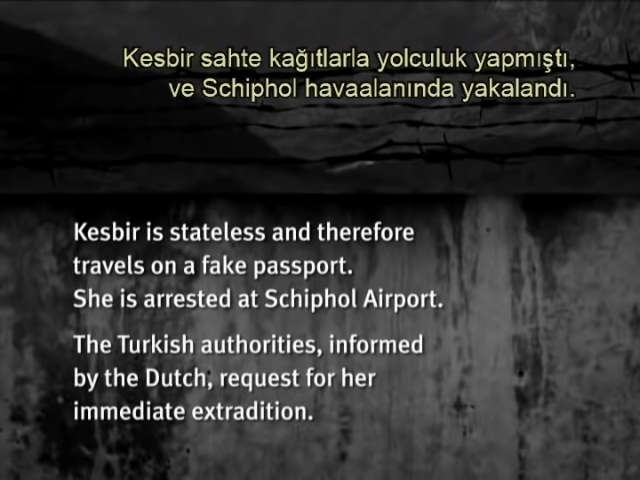 Kesbir sahte kağıtlarla yolculuk yapmıştı,
ve Schiphol havaalanında yakalandı.
Kesbir is stateless and therefore
travels on a fake passport.
She is arrested at Schiphol Airport.
The Turkish authorities, informed
by the Dutch, request for her
immediate extradition.